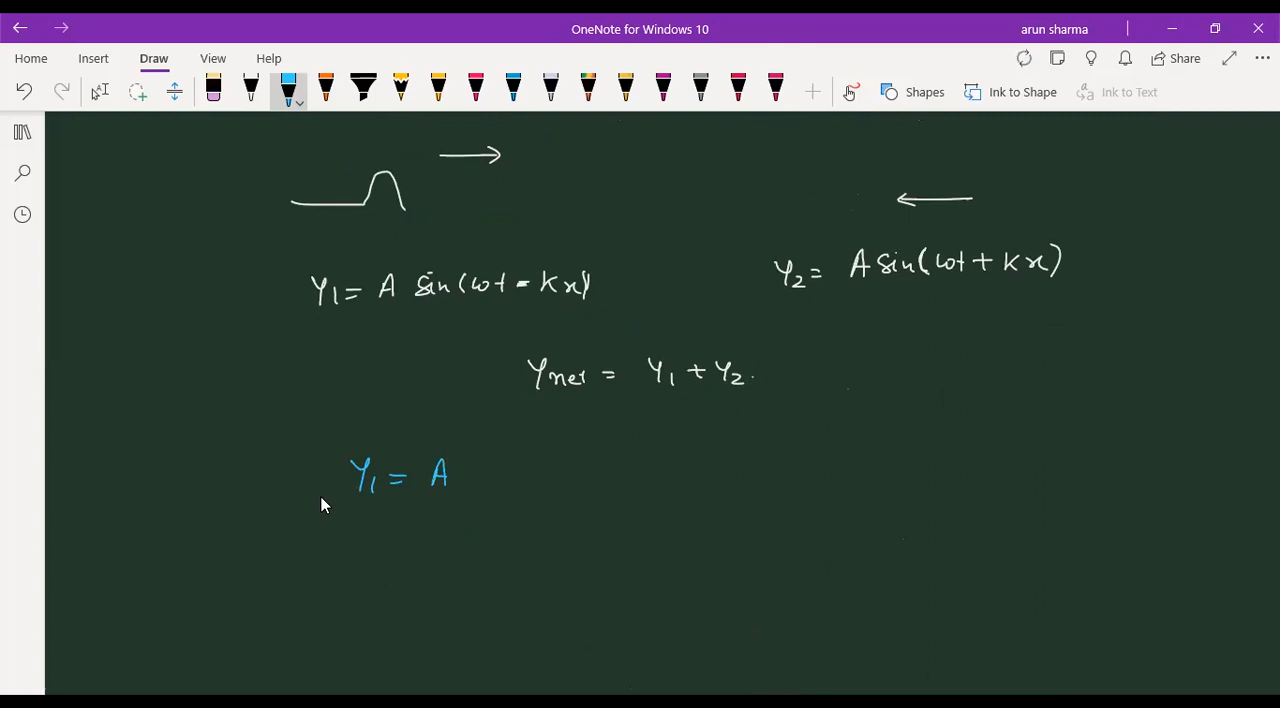 OneNote for Windows 10
arun sharma
Home Insert Draw View Help
Share
Shapes
Ink to Shape
Ink to Text
Y₁ = A sin(ωt - Kx)
Y₂ = A sin(ωt + Kx)
Ynet = Y₁ + Y₂.
Y₁ = A